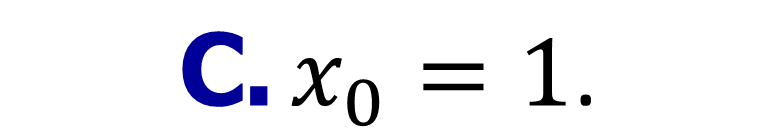 C. x₀ = 1.